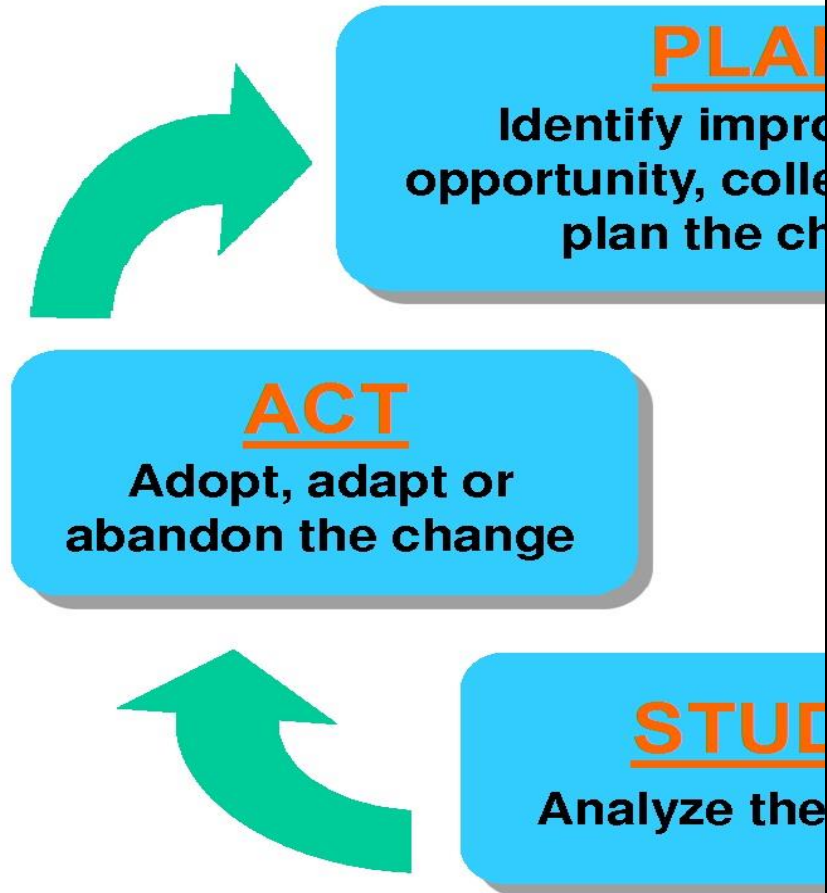 PLA
Identify impro
opportunity, colle
plan the ch
ACT
Adopt, adapt or
abandon the change
STUD
Analyze the